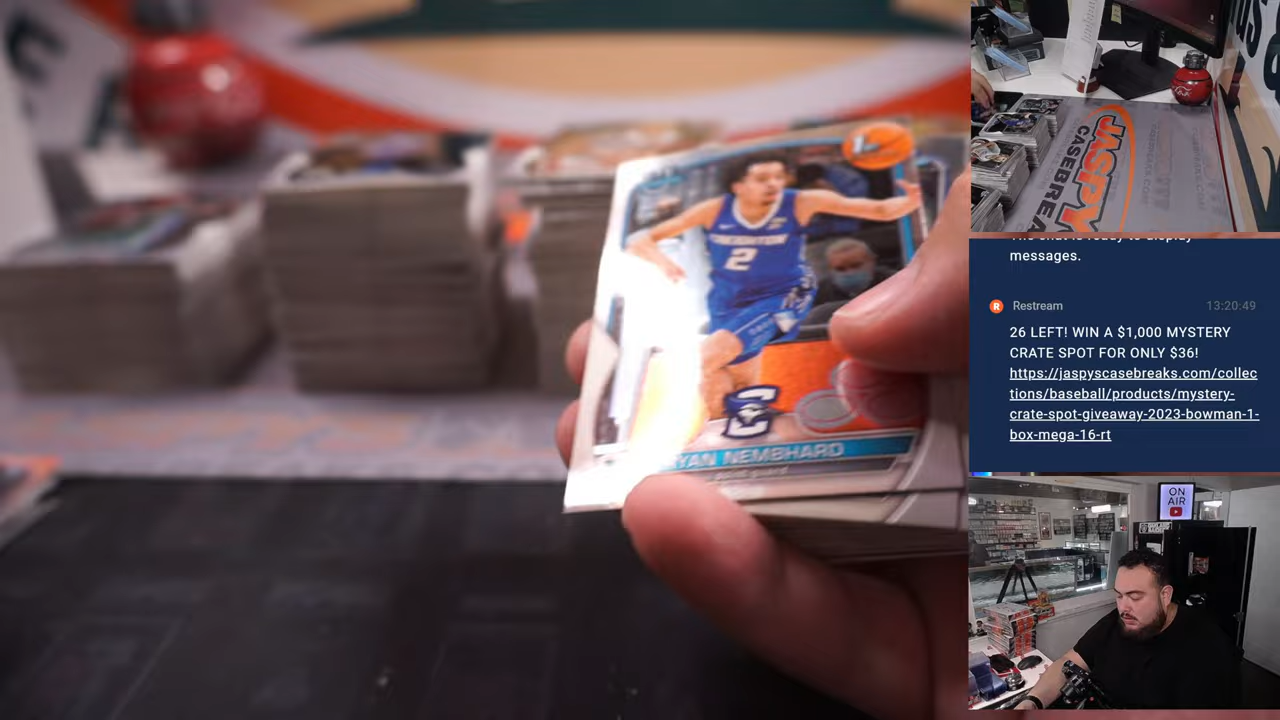 CREIGHTON
2
YAN NEMBHARD
JASPY
CASEBREA
messages.
Restream
13:20:49
26 LEFT! WIN A $1,000 MYSTERY
CRATE SPOT FOR ONLY $36!
https://jaspyscasebreaks.com/collec
tions/baseball/products/mystery-
crate-spot-giveaway-2023-bowman-1-
box-mega-16-rt
ON
AIR